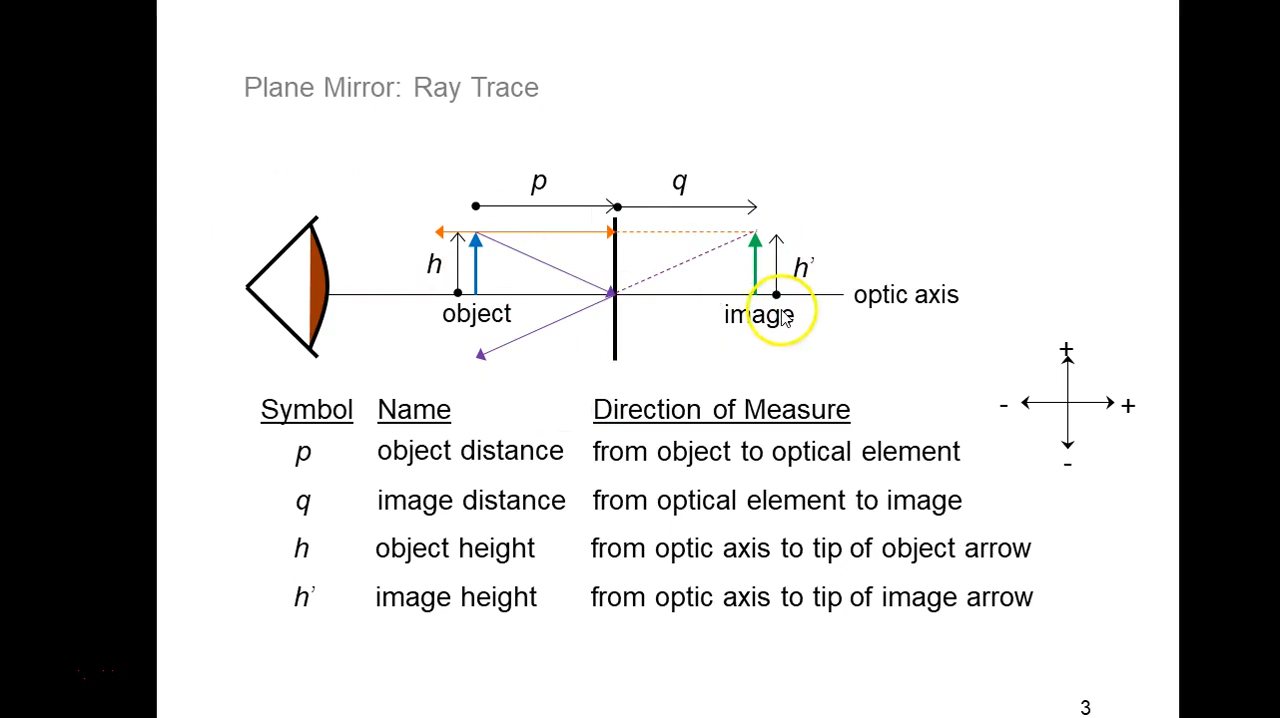 Plane Mirror: Ray Trace
p
q
h
h’
optic axis
object
image
+
-
+
-
Symbol Name Direction of Measure
p object distance from object to optical element
q image distance from optical element to image
h object height from optic axis to tip of object arrow
h’ image height from optic axis to tip of image arrow
3